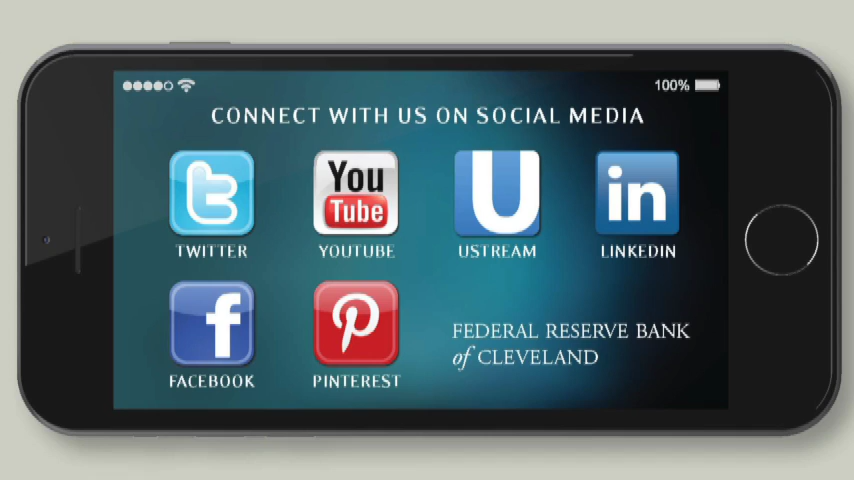 100%
CONNECT WITH US ON SOCIAL MEDIA
t
You
Tube
U
in
TWITTER
YOUTUBE
USTREAM
LINKEDIN
f
P
FACEBOOK
PINTEREST
FEDERAL RESERVE BANK
of CLEVELAND